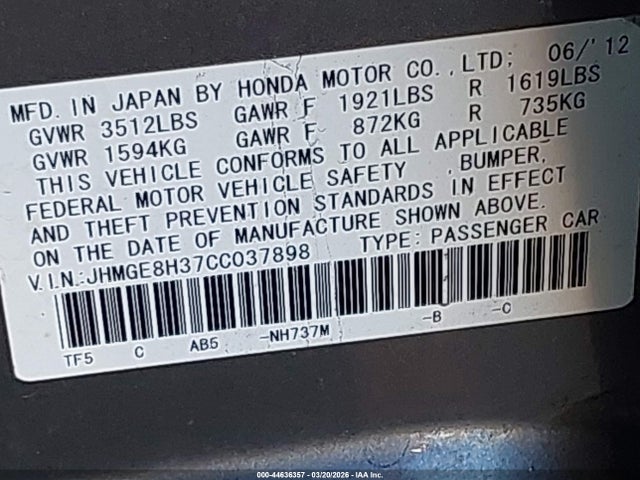 MFD. IN JAPAN BY HONDA MOTOR CO.,LTD; 06/'12
GVWR 3512LBS GAWR F 1921LBS R 1619LBS
GVWR 1594KG GAWR F 872KG R 735KG
THIS VEHICLE CONFORMS TO ALL APPLICABLE
FEDERAL MOTOR VEHICLE SAFETY ,BUMPER,
AND THEFT PREVENTION STANDARDS IN EFFECT
ON THE DATE OF MANUFACTURE SHOWN ABOVE.
V.I.N.:JHMGE8H37CC037898 TYPE:PASSENGER CAR
TF5 C AB5 -NH737M -B -C
000-44636357 - 03/20/2026 - IAA Inc.